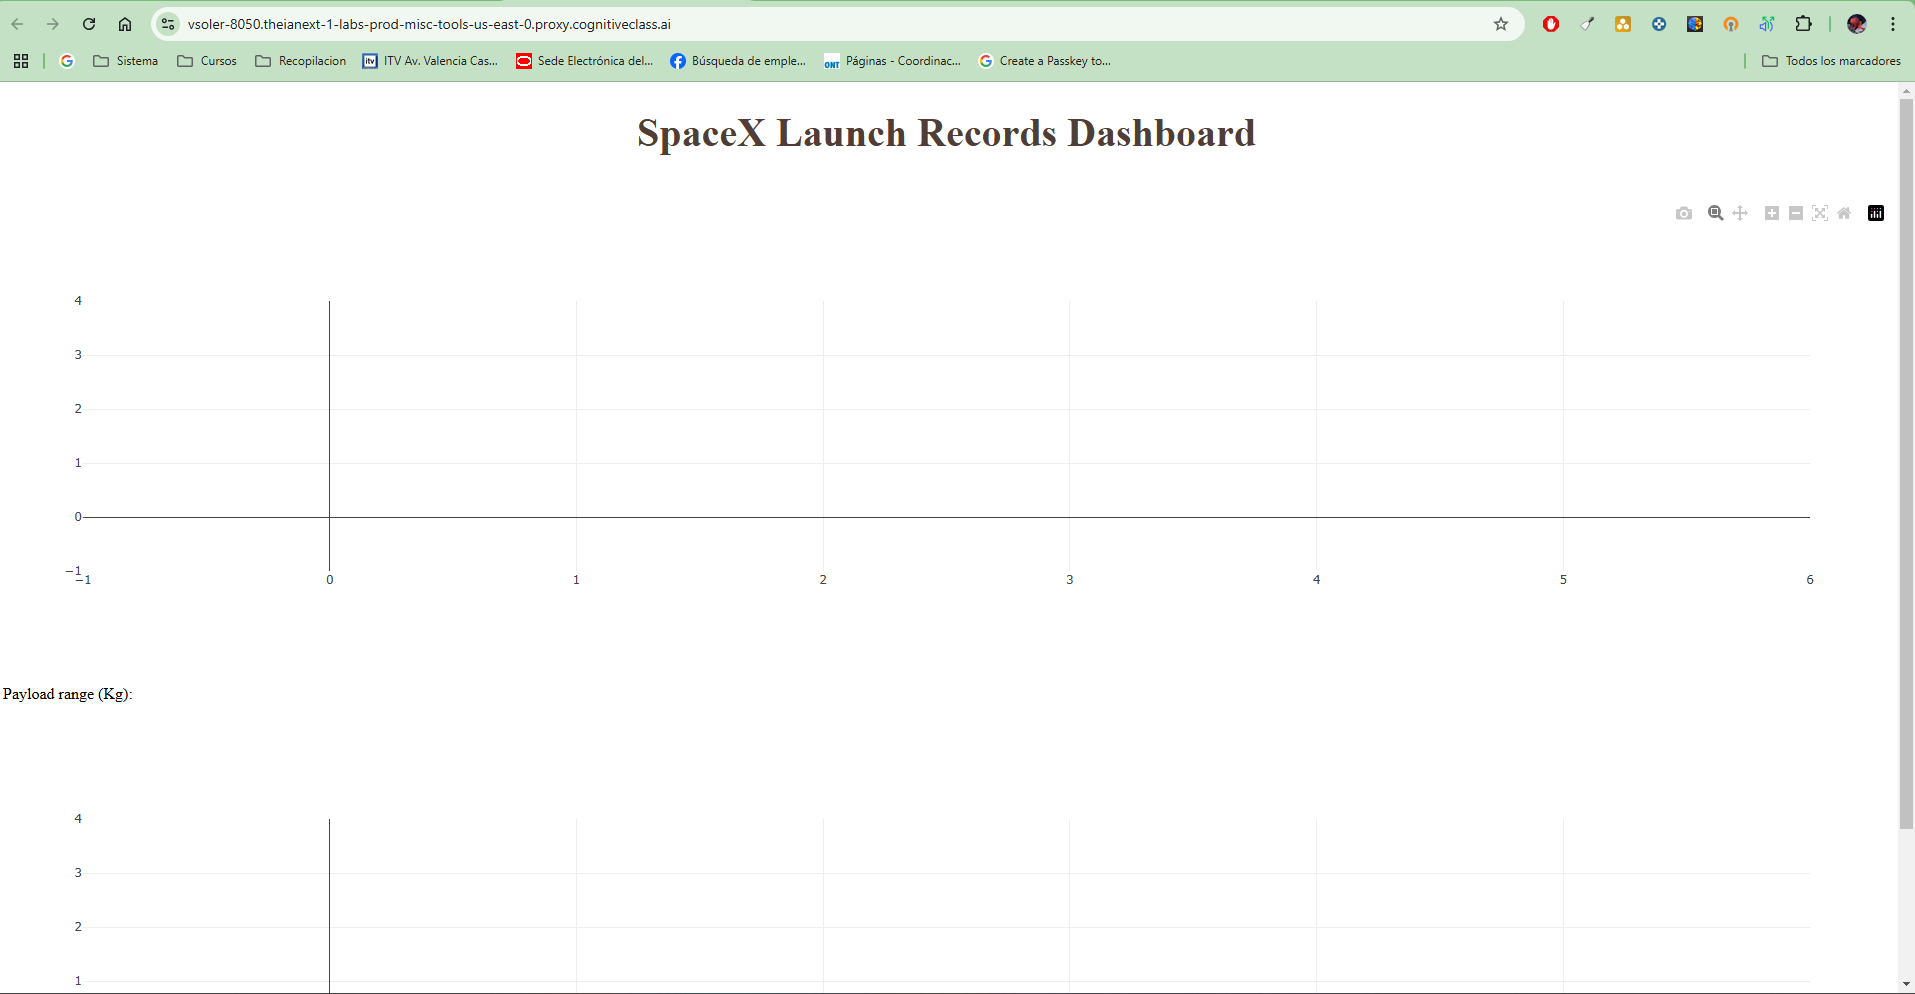 vsoler-8050.theianext-1-labs-prod-misc-tools-us-east-0.proxy.cognitiveclass.ai
Sistema Cursos Recopilacion itv ITV Av. Valencia Cas... Sede Electrónica del... Búsqueda de emple... ONT Páginas - Coordinac... Create a Passkey to... Todos los marcadores
SpaceX Launch Records Dashboard
4
3
2
1
0
−1
−1 0 1 2 3 4 5 6
Payload range (Kg):
4
3
2
1